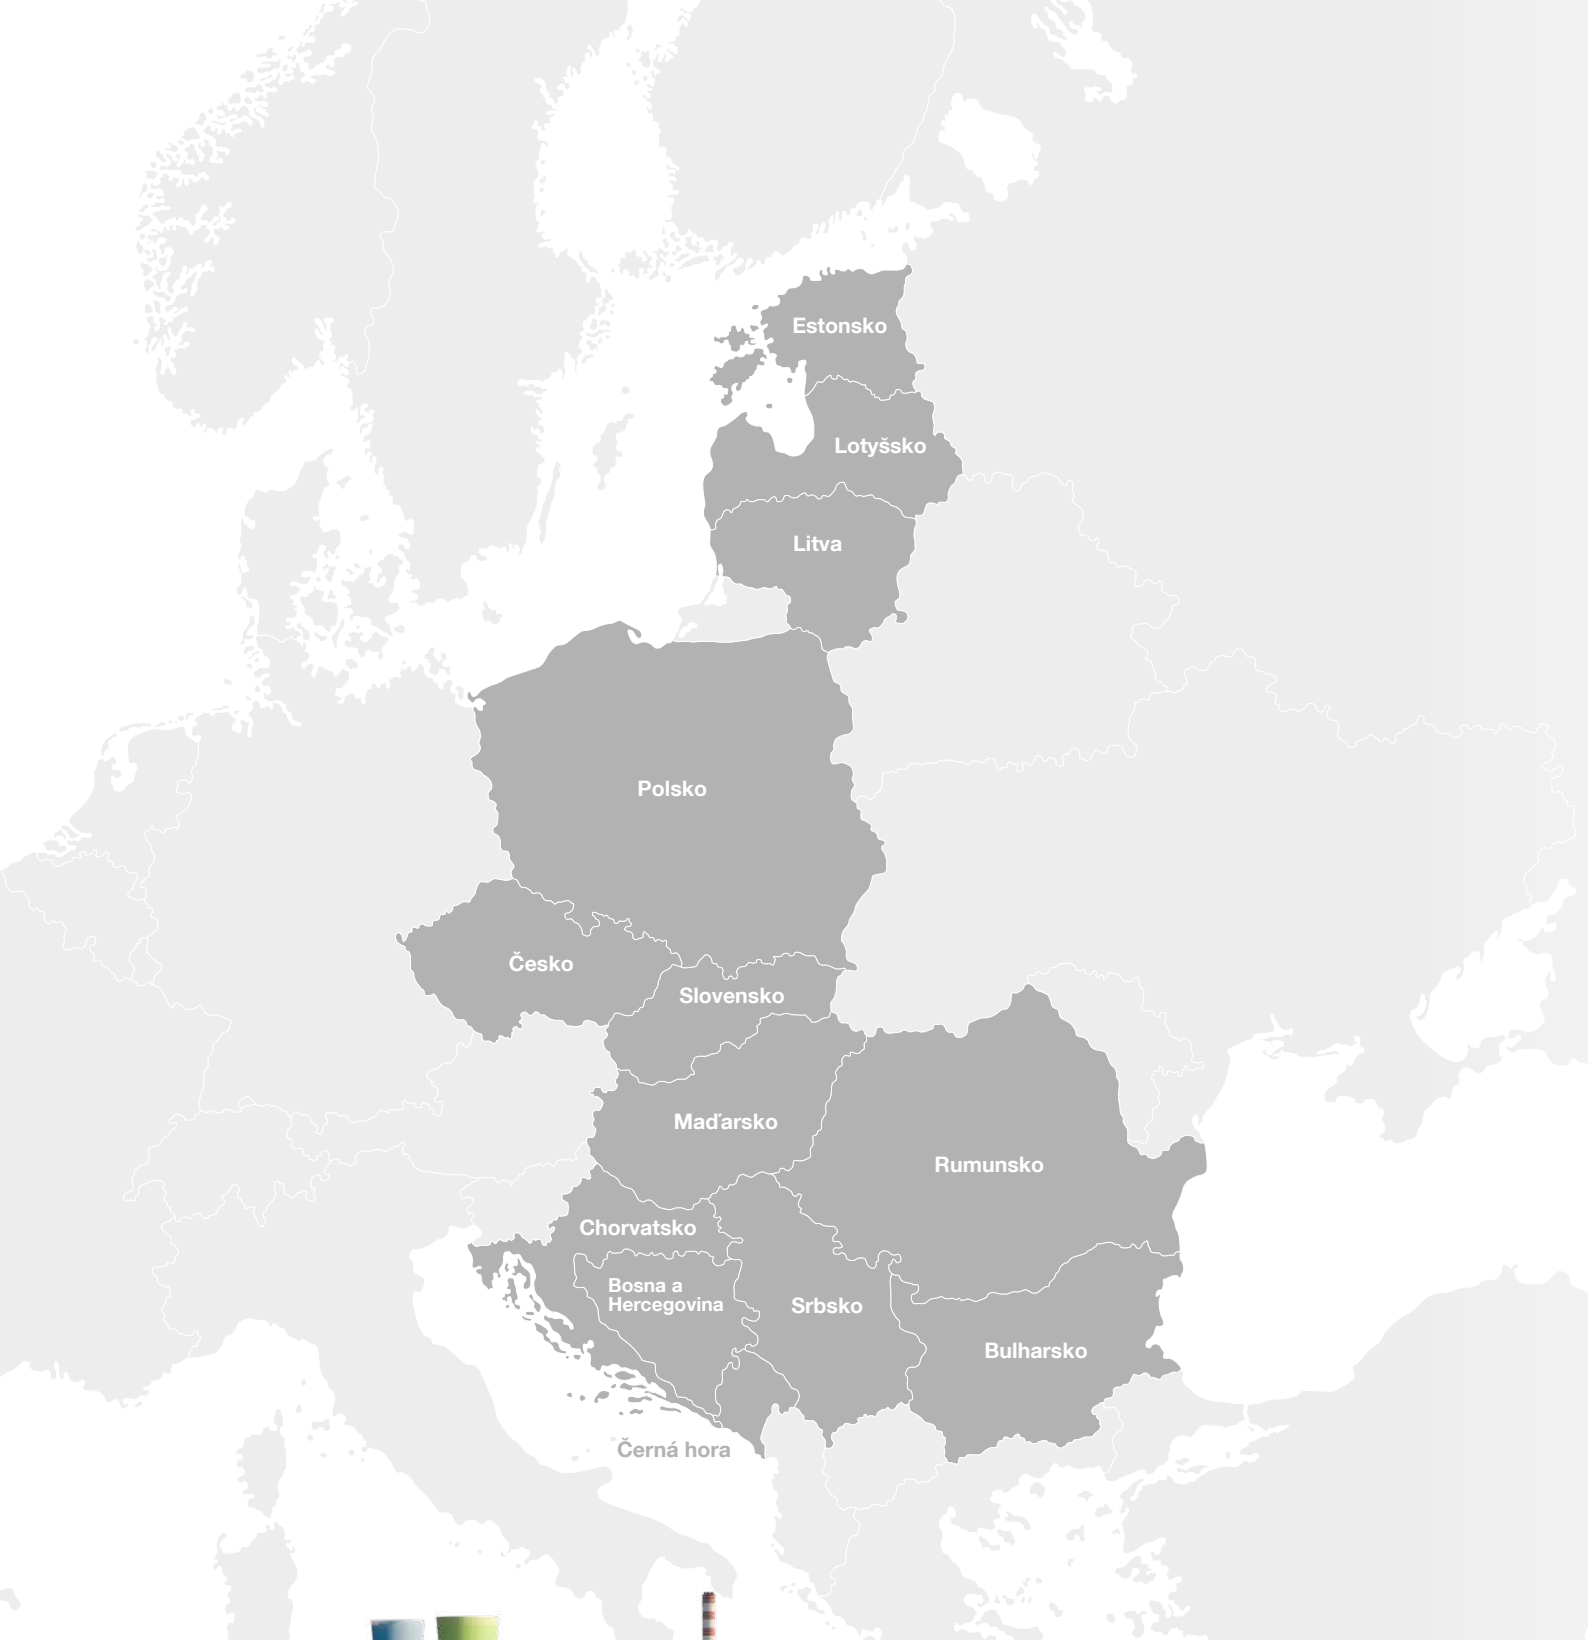 Estonsko
Lotyšsko
Litva
Polsko
Česko
Slovensko
Maďarsko
Rumunsko
Chorvatsko
Bosna a
Hercegovina
Srbsko
Bulharsko
Černá hora